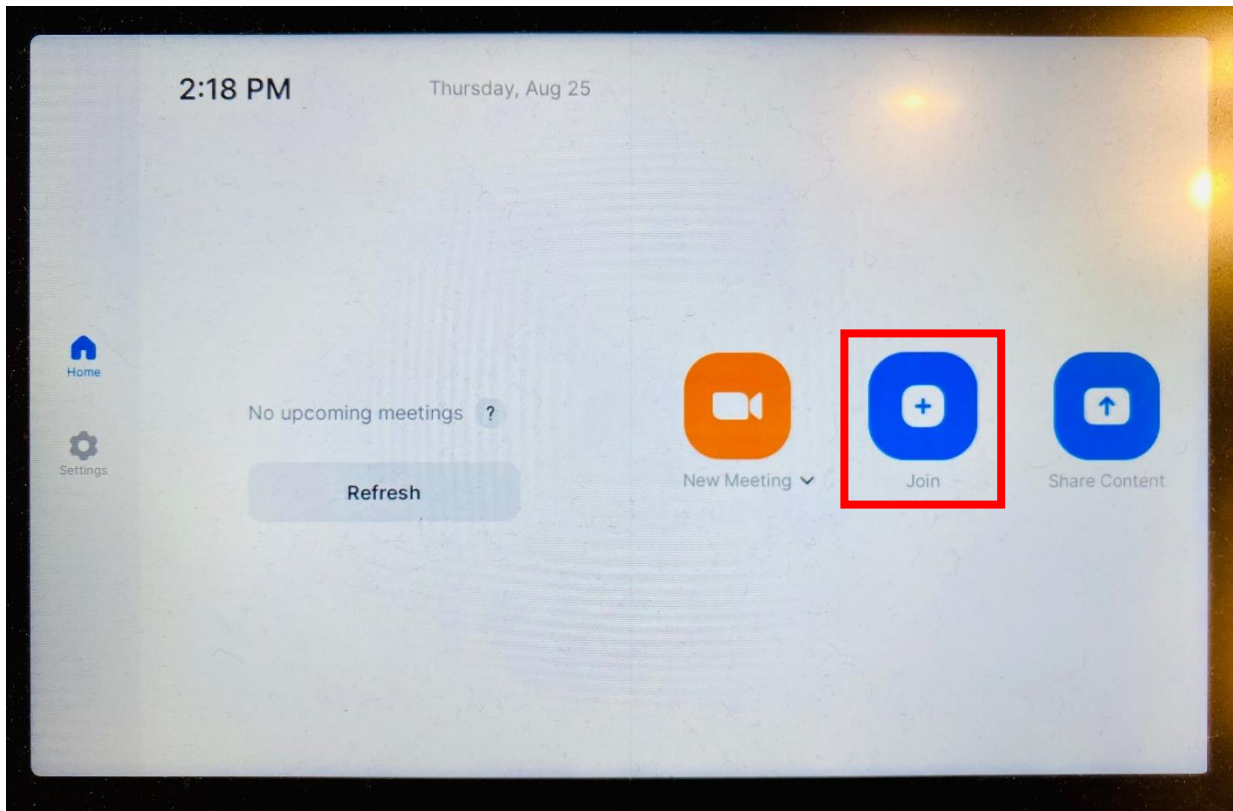 2:18 PM
Thursday, Aug 25
Home
Settings
No upcoming meetings ?
Refresh
New Meeting
Join
Share Content